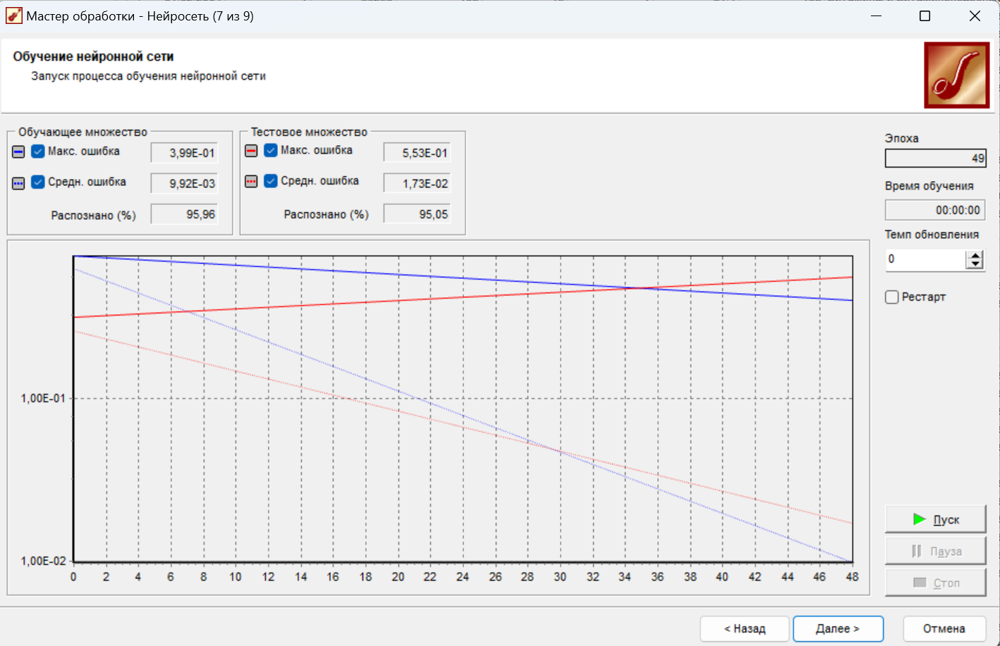 Мастер обработки - Нейросеть (7 из 9)
Обучение нейронной сети
Запуск процесса обучения нейронной сети
Обучающее множество
Макс. ошибка 3,99E-01
Средн. ошибка 9,92E-03
Распознано (%) 95,96
Тестовое множество
Макс. ошибка 5,53E-01
Средн. ошибка 1,73E-02
Распознано (%) 95,05
Эпоха
49
Время обучения
00:00:00
Темп обновления
0
Рестарт
1,00E-01
1,00E-02
0 2 4 6 8 10 12 14 16 18 20 22 24 26 28 30 32 34 36 38 40 42 44 46 48
Пуск
Пауза
Стоп
< Назад Далее > Отмена